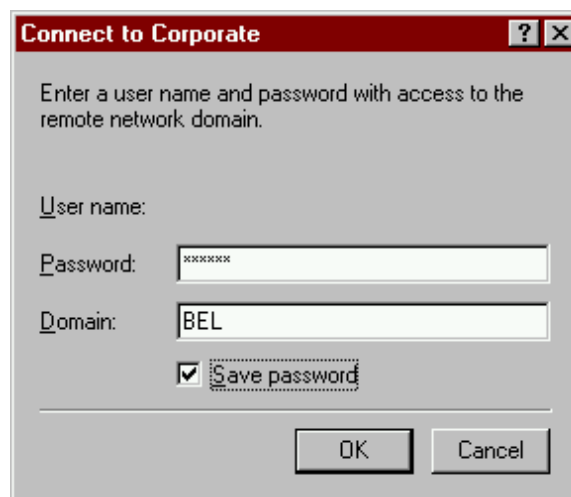 Connect to Corporate
Enter a user name and password with access to the
remote network domain.
User name:
Password: ******
Domain: BEL
Save password
OK Cancel